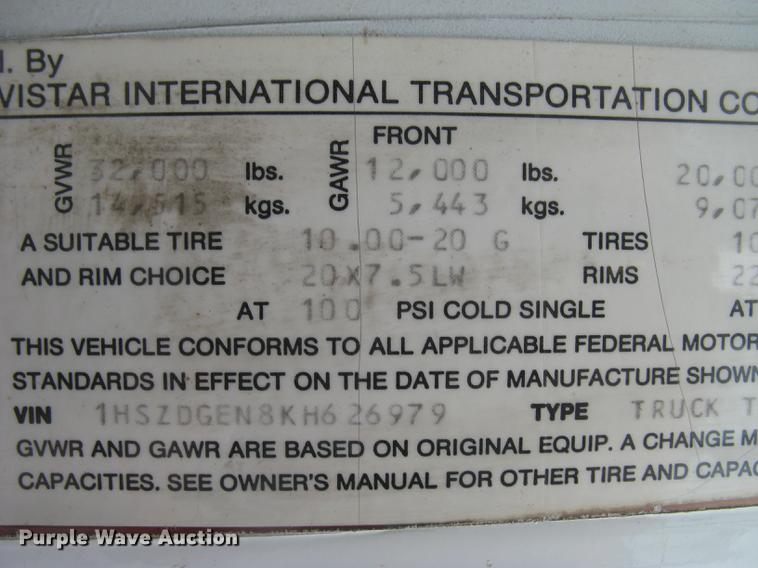 . By
VISTAR INTERNATIONAL TRANSPORTATION CO
FRONT
GVWR 32,000 lbs. GAWR 12,000 lbs. 20,00
14,515 kgs. 5,443 kgs. 9,07
A SUITABLE TIRE 10.00-20 G TIRES 10
AND RIM CHOICE 20X7.5LW RIMS 22
AT 100 PSI COLD SINGLE AT
THIS VEHICLE CONFORMS TO ALL APPLICABLE FEDERAL MOTOR
STANDARDS IN EFFECT ON THE DATE OF MANUFACTURE SHOWN
VIN 1HSZDGEN8KH626979 TYPE TRUCK T
GVWR AND GAWR ARE BASED ON ORIGINAL EQUIP. A CHANGE M
CAPACITIES. SEE OWNER'S MANUAL FOR OTHER TIRE AND CAPAC
Purple Wave Auction